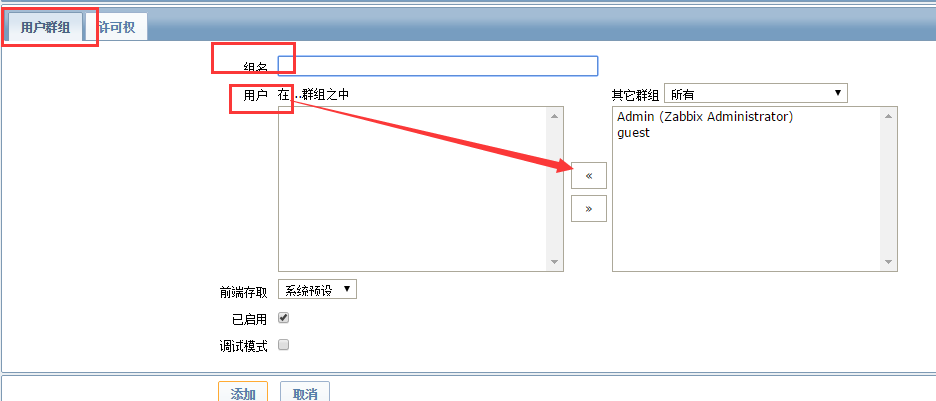 用户群组 许可权
组名
用户 在...群组之中 其它群组 所有
Admin (Zabbix Administrator)
guest
«
»
前端存取 系统预设
已启用
调试模式
添加 取消